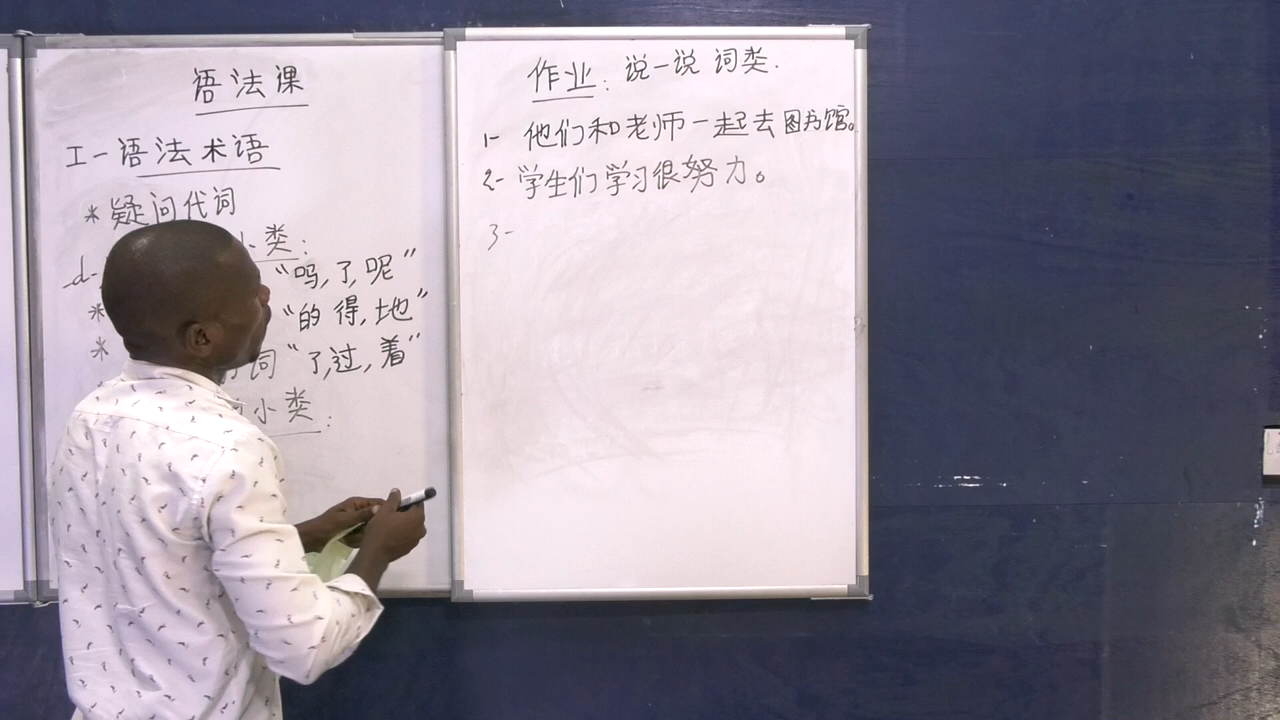 语法课
I- 语法术语
* 疑问代词
小类:
d- "吗,了,呢"
* "的 得,地"
* 词 "了,过,着"
小类:
作业: 说一说 词类.
1- 他们和老师一起去图书馆。
2- 学生们学习很努力。
3-